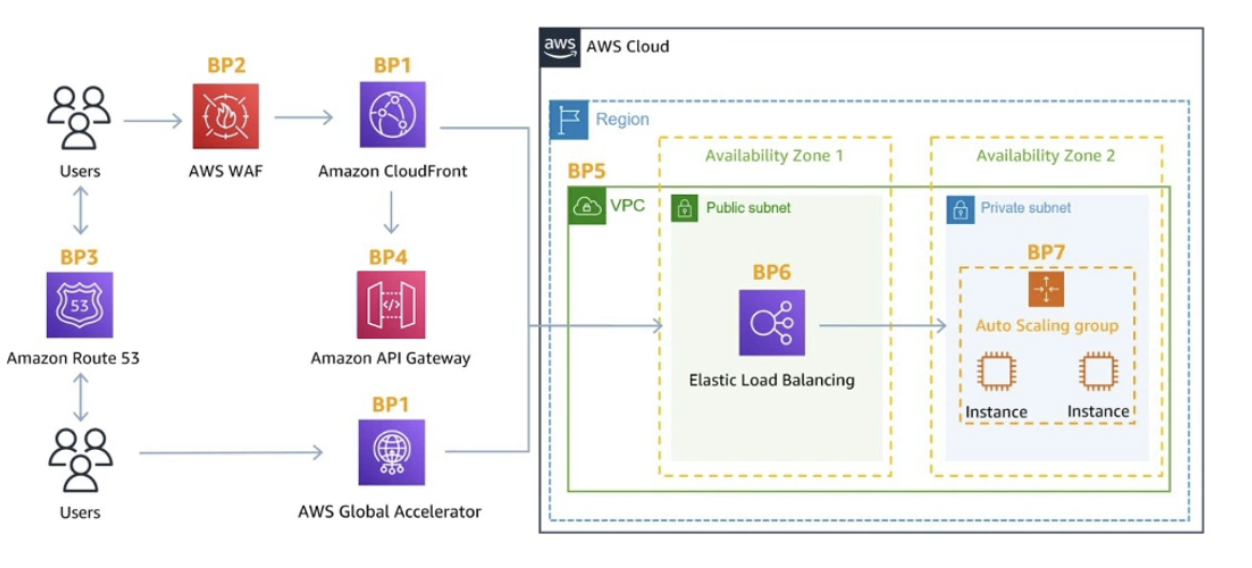 aws
AWS Cloud
BP2
BP1
Users
AWS WAF
Amazon CloudFront
Region
Availability Zone 1
Availability Zone 2
BP5
VPC
Public subnet
Private subnet
BP3
53
Amazon Route 53
BP4
</>
Amazon API Gateway
BP6
Elastic Load Balancing
BP7
Auto Scaling group
Instance
Instance
BP1
Users
AWS Global Accelerator